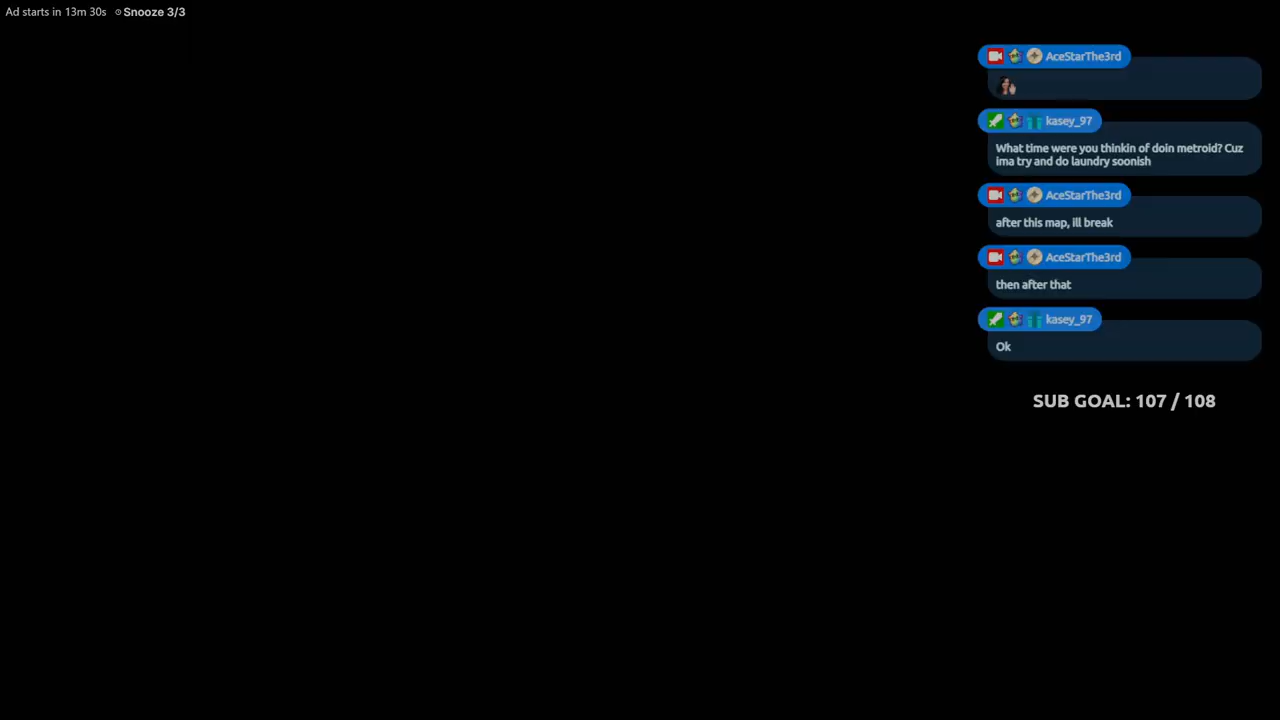 Ad starts in 13m 30s Snooze 3/3
AceStarThe3rd
kasey_97
What time were you thinkin of doin metroid? Cuz
ima try and do laundry soonish
AceStarThe3rd
after this map, ill break
AceStarThe3rd
then after that
kasey_97
Ok
SUB GOAL: 107 / 108